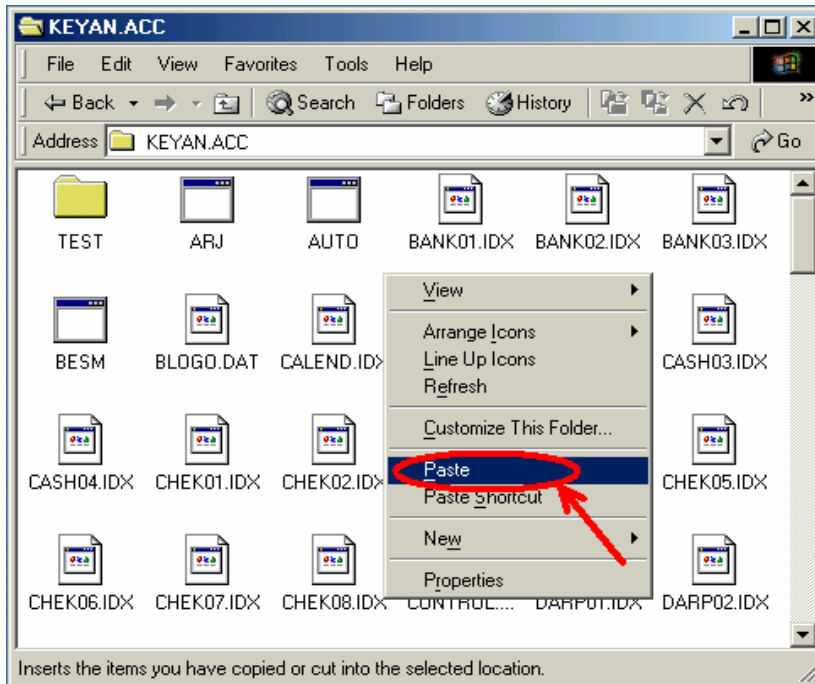 KEYAN.ACC
File Edit View Favorites Tools Help
Back Search Folders History »
Address KEYAN.ACC Go
TEST ARJ AUTO BANK01.IDX BANK02.IDX BANK03.IDX
View
Arrange Icons
Line Up Icons
Refresh
BESM BLOGO.DAT CALEND.IDX CASH03.IDX
Customize This Folder...
Paste
Paste Shortcut
CASH04.IDX CHEK01.IDX CHEK02.IDX CHEK05.IDX
New
Properties
CHEK06.IDX CHEK07.IDX CHEK08.IDX CONTROL.... DARP01.IDX DARP02.IDX
Inserts the items you have copied or cut into the selected location.